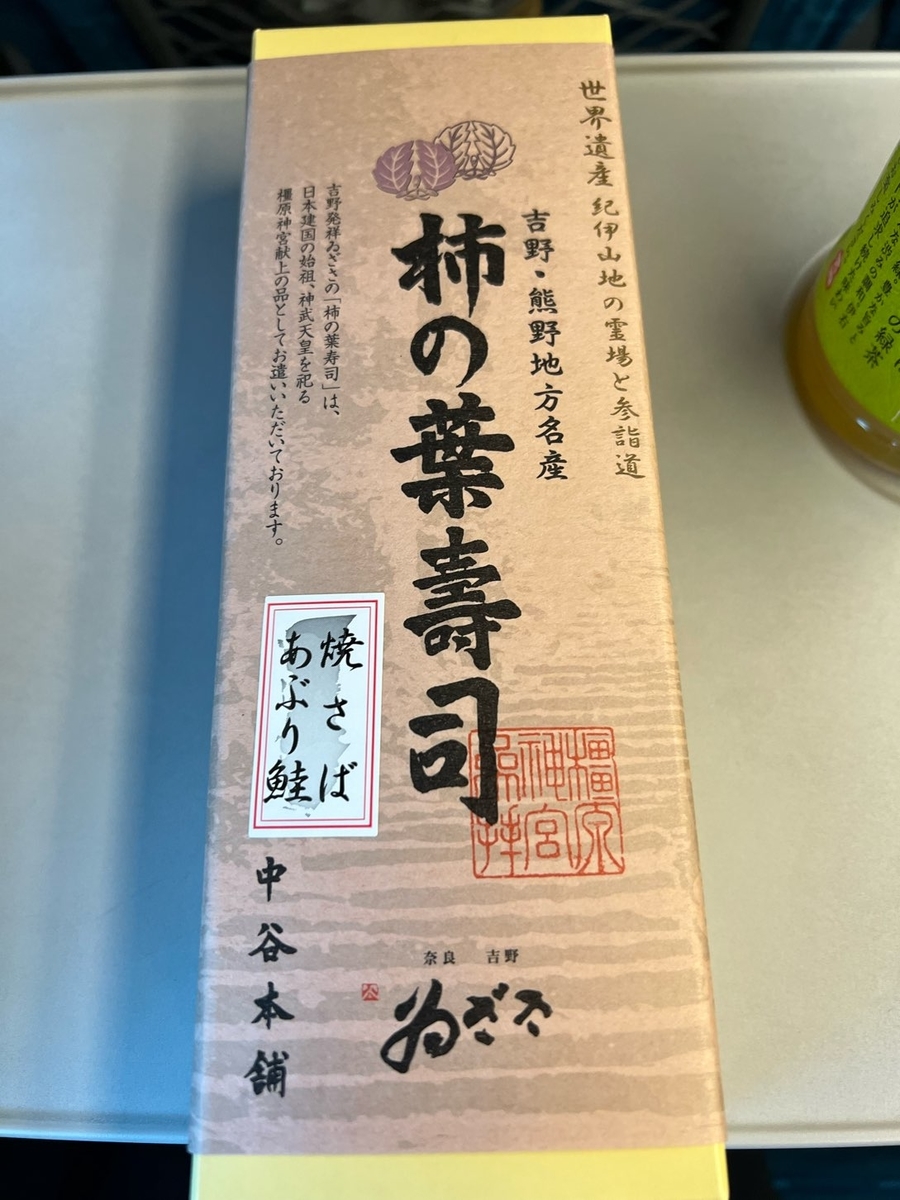 世界遺産 紀伊山地の霊場と参詣道
吉野・熊野地方名産
柿の葉壽司
吉野発祥ゐざさの「柿の葉寿司」は、
日本建国の始祖、神武天皇を祀る
橿原神宮献上の品としてお遣いいただいております。
焼さば
あぶり鮭
橿原
神宮
奈良 吉野
ゐざさ
中谷本舗
緑茶